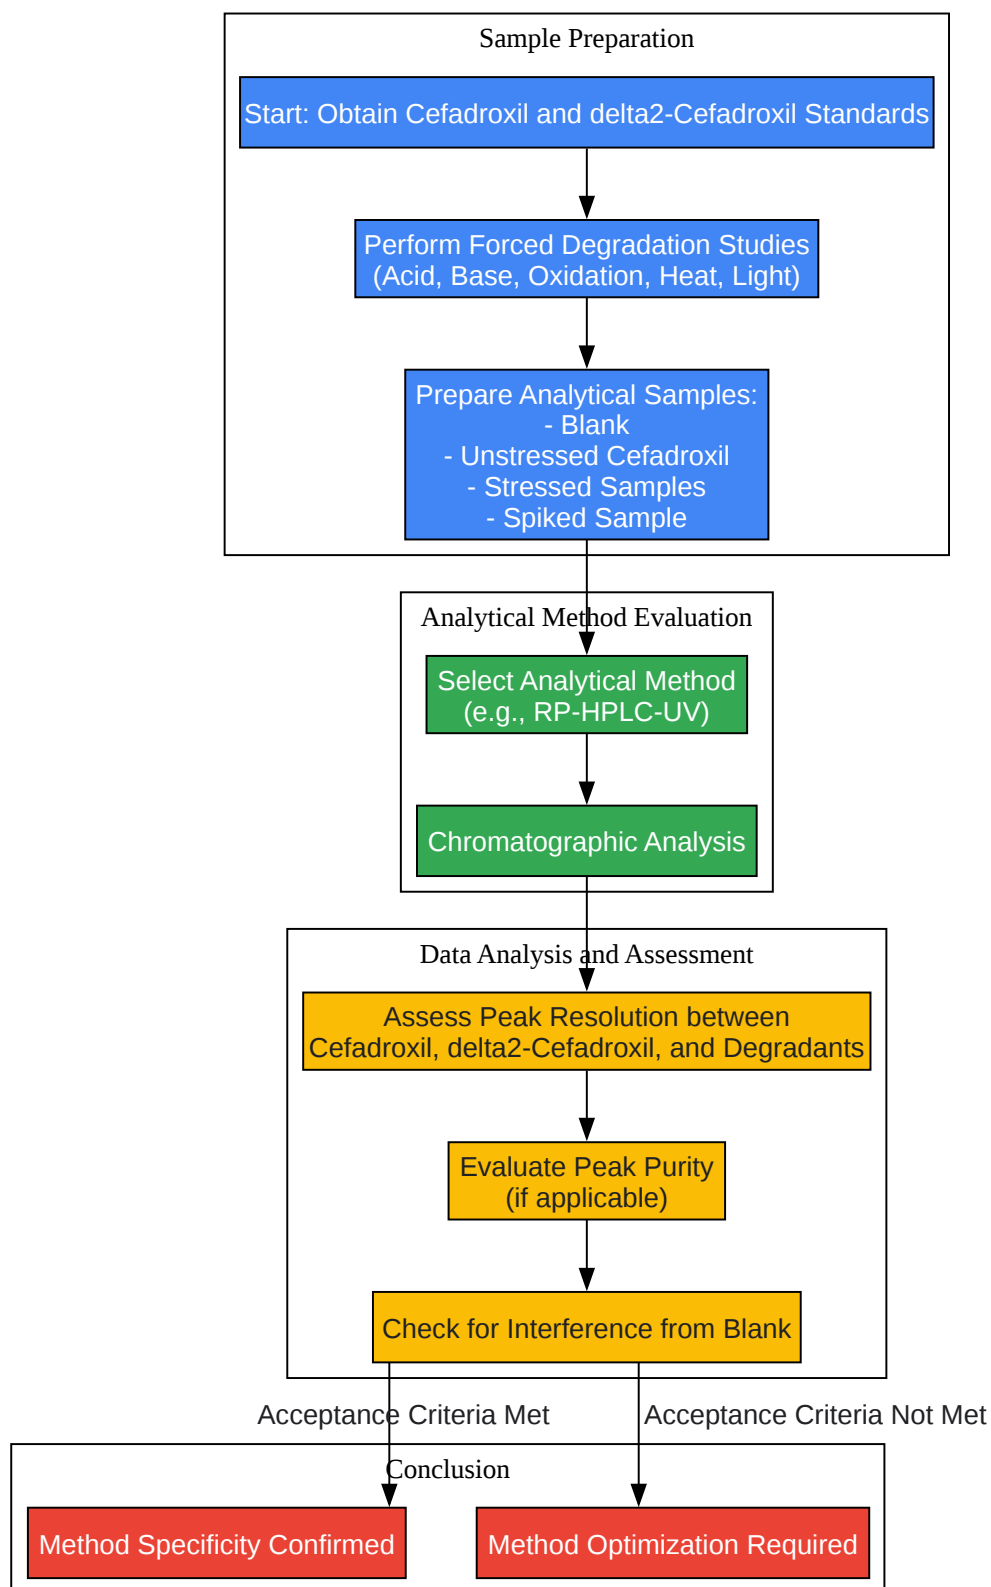 Sample Preparation
Start: Obtain Cefadroxil and delta2-Cefadroxil Standards
Perform Forced Degradation Studies
(Acid, Base, Oxidation, Heat, Light)
Prepare Analytical Samples:
- Blank
- Unstressed Cefadroxil
- Stressed Samples
- Spiked Sample
Analytical Method Evaluation
Select Analytical Method
(e.g., RP-HPLC-UV)
Chromatographic Analysis
Data Analysis and Assessment
Assess Peak Resolution between
Cefadroxil, delta2-Cefadroxil, and Degradants
Evaluate Peak Purity
(if applicable)
Check for Interference from Blank
Acceptance Criteria Met
Acceptance Criteria Not Met
Conclusion
Method Specificity Confirmed
Method Optimization Required